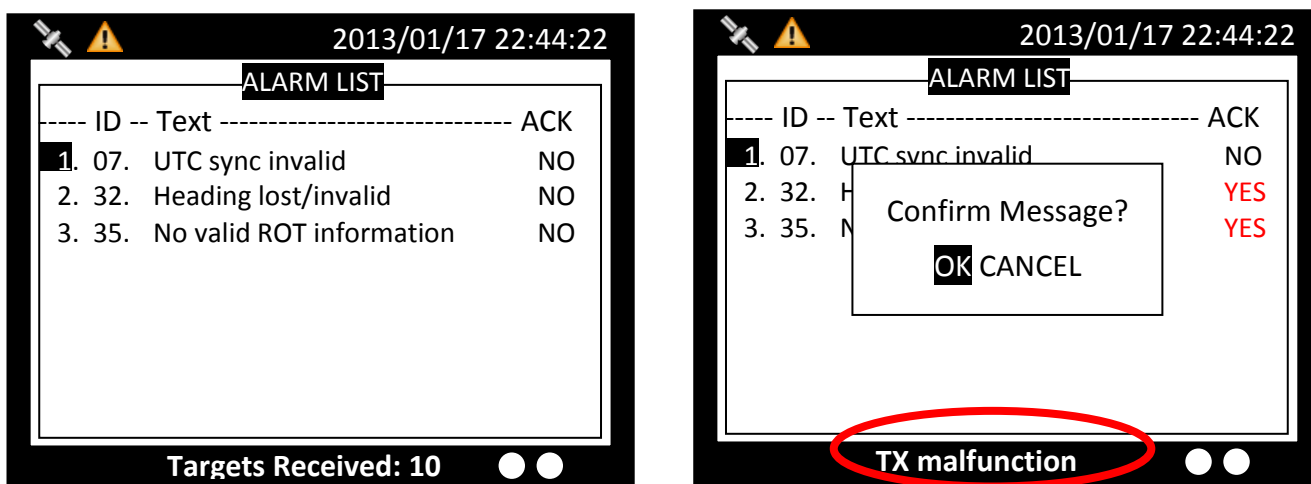 2013/01/17 22:44:22
ALARM LIST
----- ID -- Text ------------------------------ ACK
1. 07. UTC sync invalid NO
2. 32. Heading lost/invalid NO
3. 35. No valid ROT information NO
Targets Received: 10
2013/01/17 22:44:22
ALARM LIST
----- ID -- Text ------------------------------ ACK
1. 07. UTC sync invalid NO
2. 32. H YES
3. 35. N YES
Confirm Message?
OK CANCEL
TX malfunction